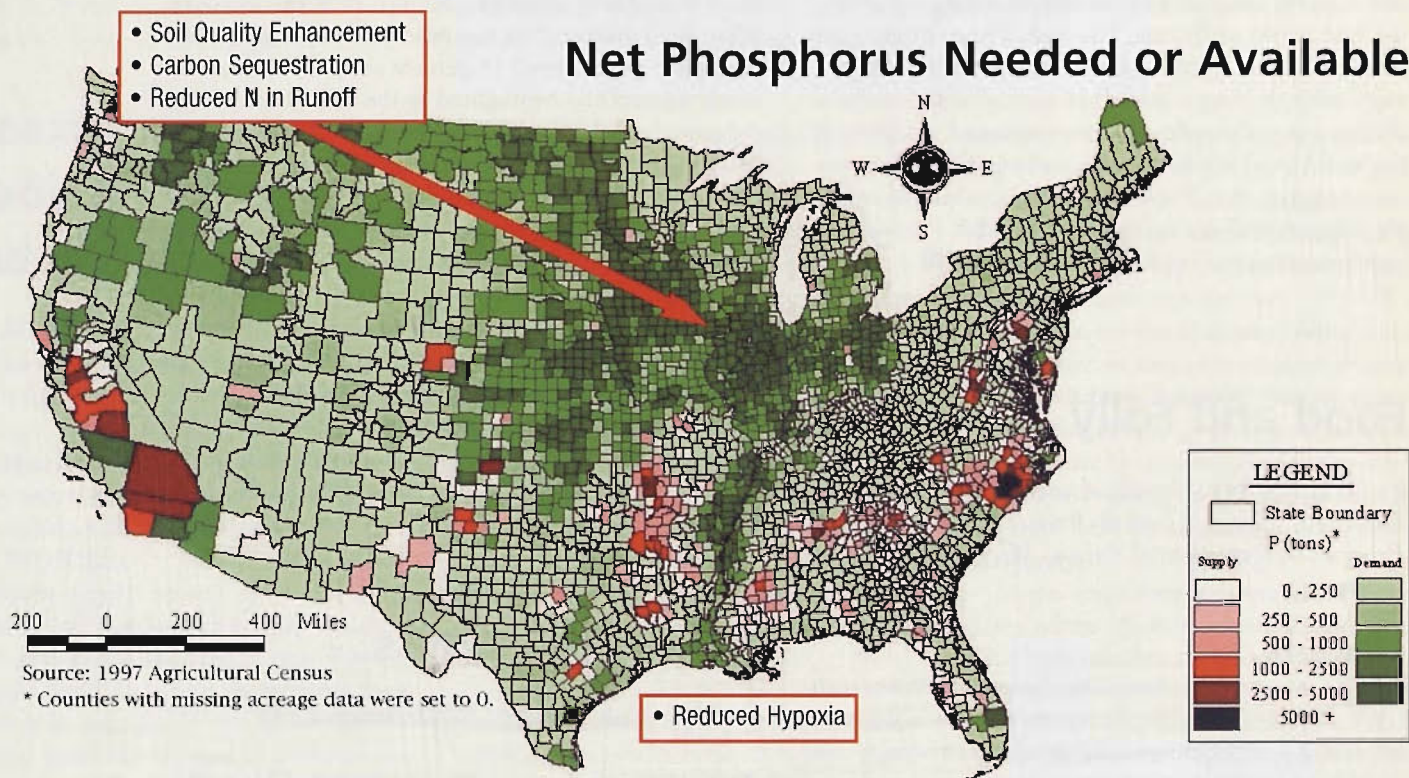 • Soil Quality Enhancement
• Carbon Sequestration
• Reduced N in Runoff
Net Phosphorus Needed or Available
N
W E
S
LEGEND
State Boundary
P (tons)*
Supply Demand
0 - 250
250 - 500
500 - 1000
1000 - 2500
2500 - 5000
5000 +
200 0 200 400 Miles
Source: 1997 Agricultural Census
* Counties with missing acreage data were set to 0.
• Reduced Hypoxia